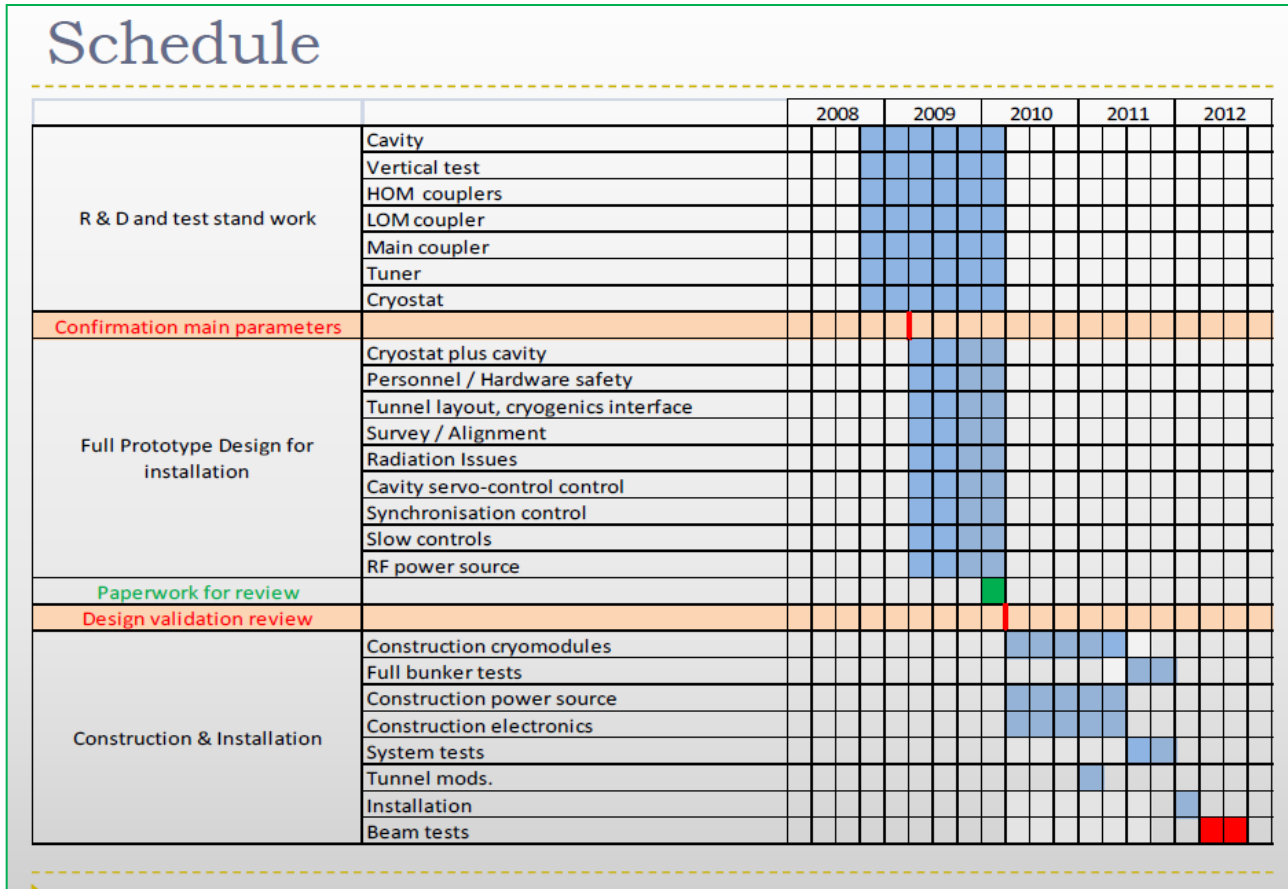 Schedule
2008 2009 2010 2011 2012
R & D and test stand work
Cavity
Vertical test
HOM couplers
LOM coupler
Main coupler
Tuner
Cryostat
Confirmation main parameters
Full Prototype Design for
installation
Cryostat plus cavity
Personnel / Hardware safety
Tunnel layout, cryogenics interface
Survey / Alignment
Radiation Issues
Cavity servo-control control
Synchronisation control
Slow controls
RF power source
Paperwork for review
Design validation review
Construction & Installation
Construction cryomodules
Full bunker tests
Construction power source
Construction electronics
System tests
Tunnel mods.
Installation
Beam tests